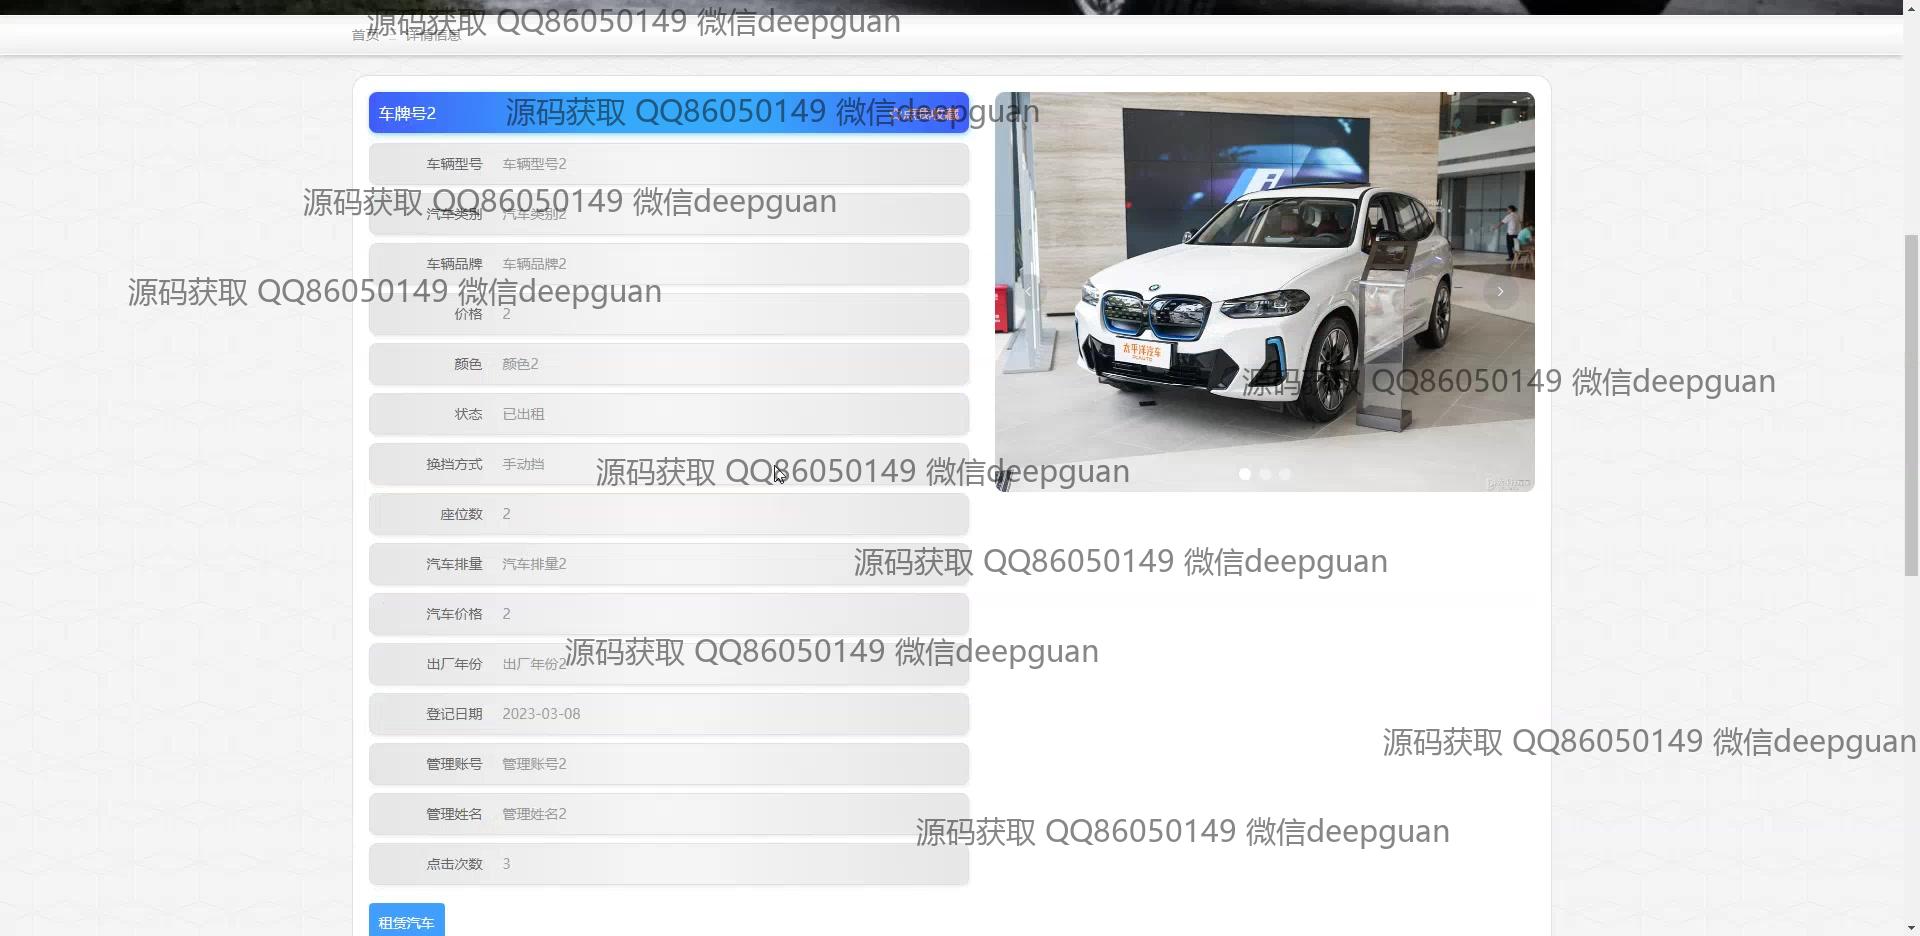 源码获取 QQ86050149 微信deepguan
首页
详情信息
车牌号2
源码获取 QQ86050149 微信deepguan
点我收藏
车辆型号 车辆型号2
源码获取 QQ86050149 微信deepguan
汽车类别 汽车类别2
车辆品牌 车辆品牌2
源码获取 QQ86050149 微信deepguan
价格 2
颜色 颜色2
太平洋汽车
PCAUTO
源码获取 QQ86050149 微信deepguan
状态 已出租
换挡方式 手动挡
源码获取 QQ86050149 微信deepguan
座位数 2
汽车排量 汽车排量2
源码获取 QQ86050149 微信deepguan
汽车价格 2
出厂年份 出厂年份2
源码获取 QQ86050149 微信deepguan
登记日期 2023-03-08
源码获取 QQ86050149 微信deepguan
管理账号 管理账号2
管理姓名 管理姓名2
源码获取 QQ86050149 微信deepguan
点击次数 3
租赁汽车